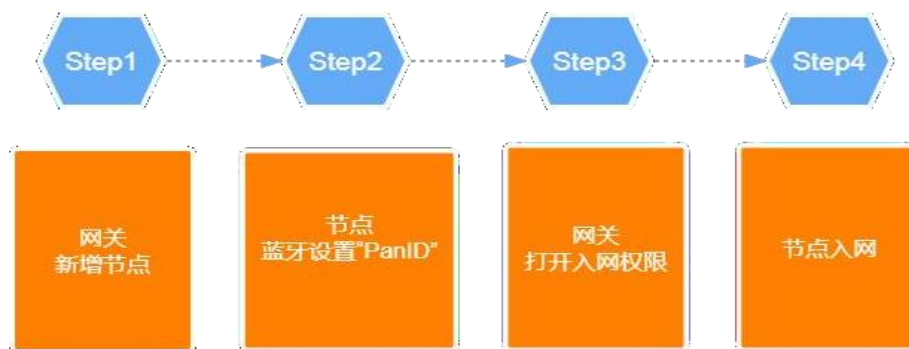 Step1
Step2
Step3
Step4
网关
新增节点
节点
蓝牙设置“PanID”
网关
打开入网权限
节点入网